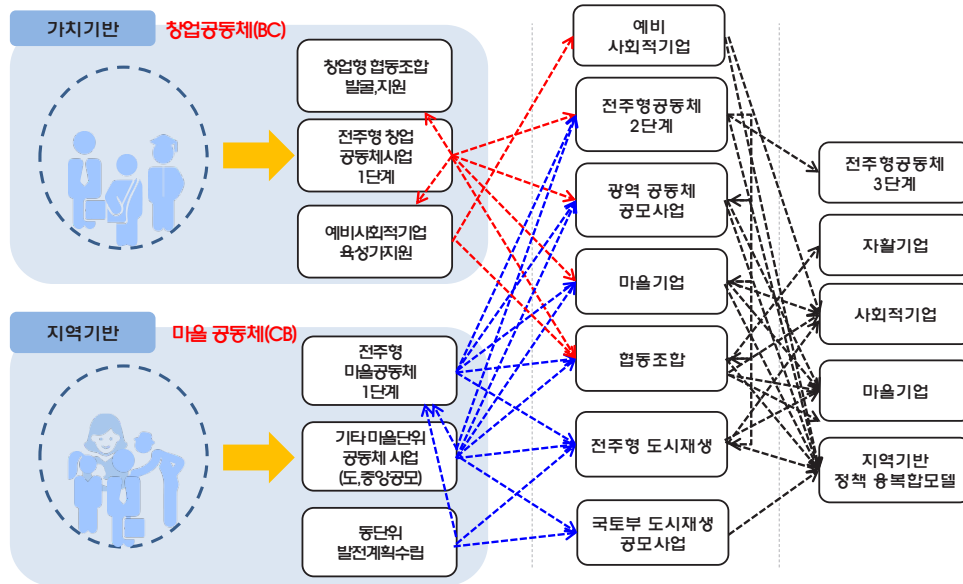 가치기반
창업공동체(BC)
창업형 협동조합
발굴,지원
전주형 창업
공동체사업
1단계
예비사회적기업
육성가지원
지역기반
마을 공동체(CB)
전주형
마을공동체
1단계
기타 마을단위
공동체 사업
(도,중앙공모)
동단위
발전계획수립
예비
사회적기업
전주형공동체
2단계
광역 공동체
공모사업
마을기업
협동조합
전주형 도시재생
국토부 도시재생
공모사업
전주형공동체
3단계
자활기업
사회적기업
마을기업
지역기반
정책 융복합모델